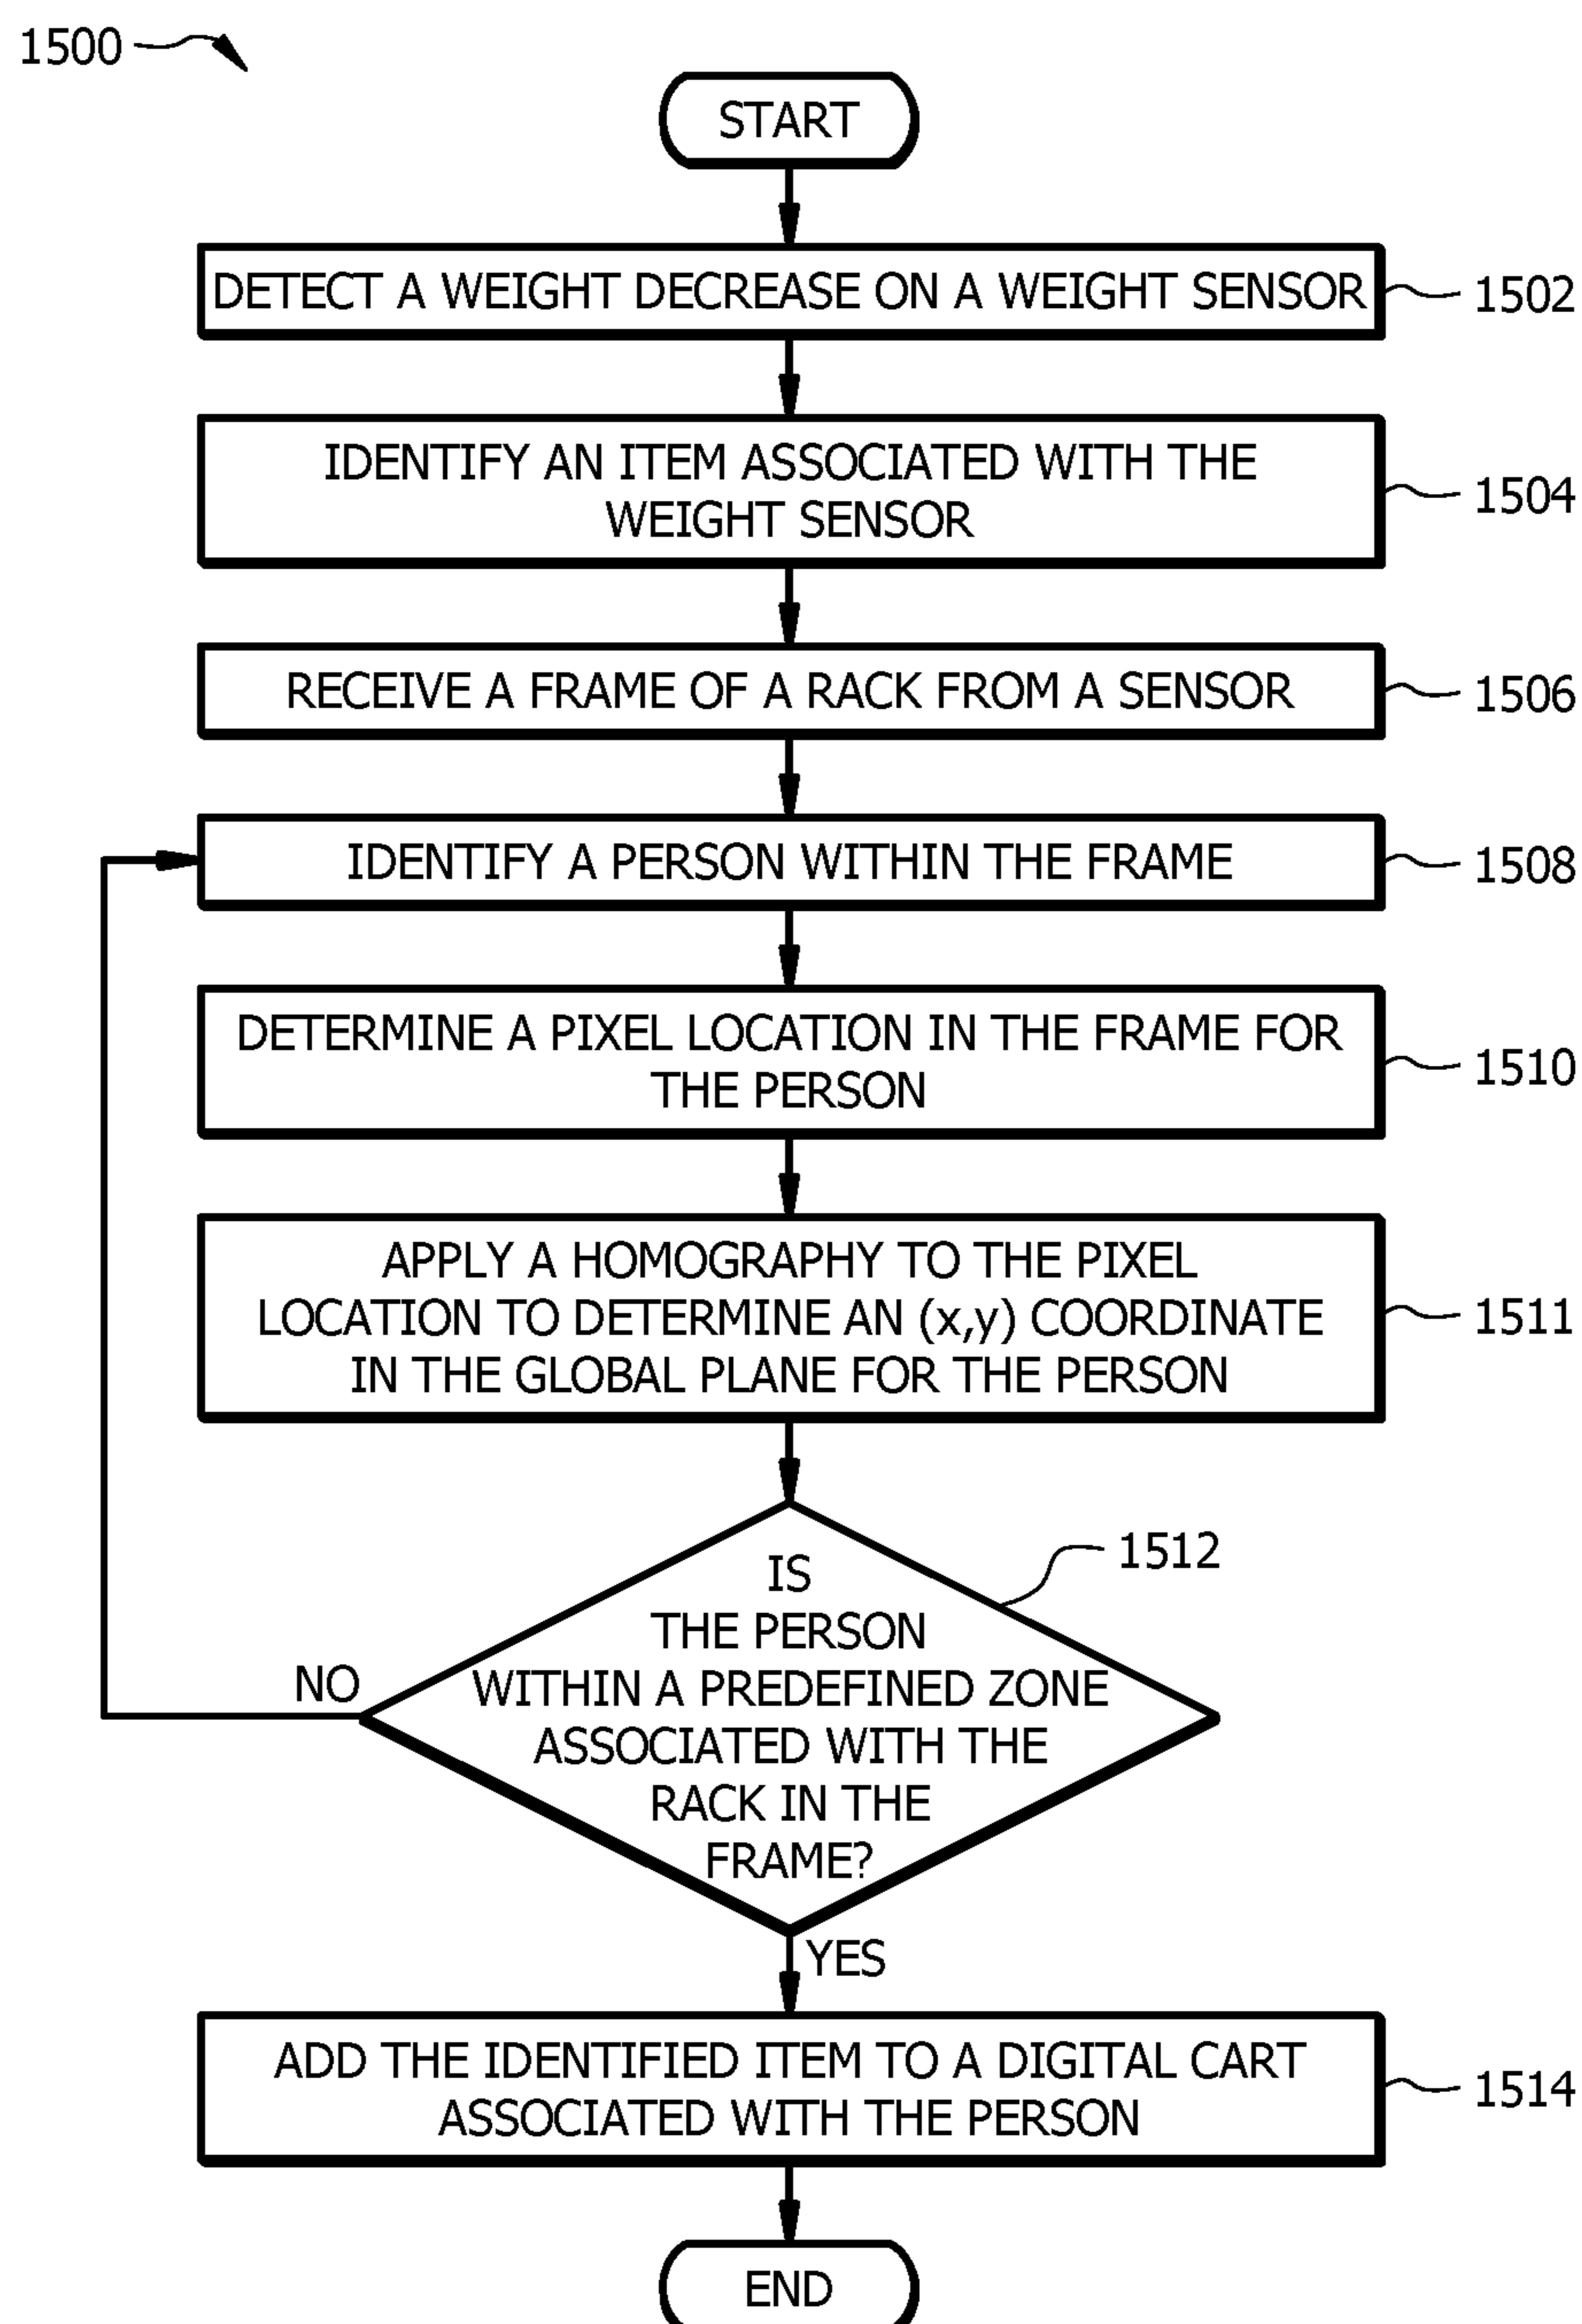 1500
START
DETECT A WEIGHT DECREASE ON A WEIGHT SENSOR
1502
IDENTIFY AN ITEM ASSOCIATED WITH THE
WEIGHT SENSOR
1504
RECEIVE A FRAME OF A RACK FROM A SENSOR
1506
IDENTIFY A PERSON WITHIN THE FRAME
1508
DETERMINE A PIXEL LOCATION IN THE FRAME FOR
THE PERSON
1510
APPLY A HOMOGRAPHY TO THE PIXEL
LOCATION TO DETERMINE AN (x,y) COORDINATE
IN THE GLOBAL PLANE FOR THE PERSON
1511
IS
THE PERSON
WITHIN A PREDEFINED ZONE
ASSOCIATED WITH THE
RACK IN THE
FRAME?
1512
NO
YES
ADD THE IDENTIFIED ITEM TO A DIGITAL CART
ASSOCIATED WITH THE PERSON
1514
END